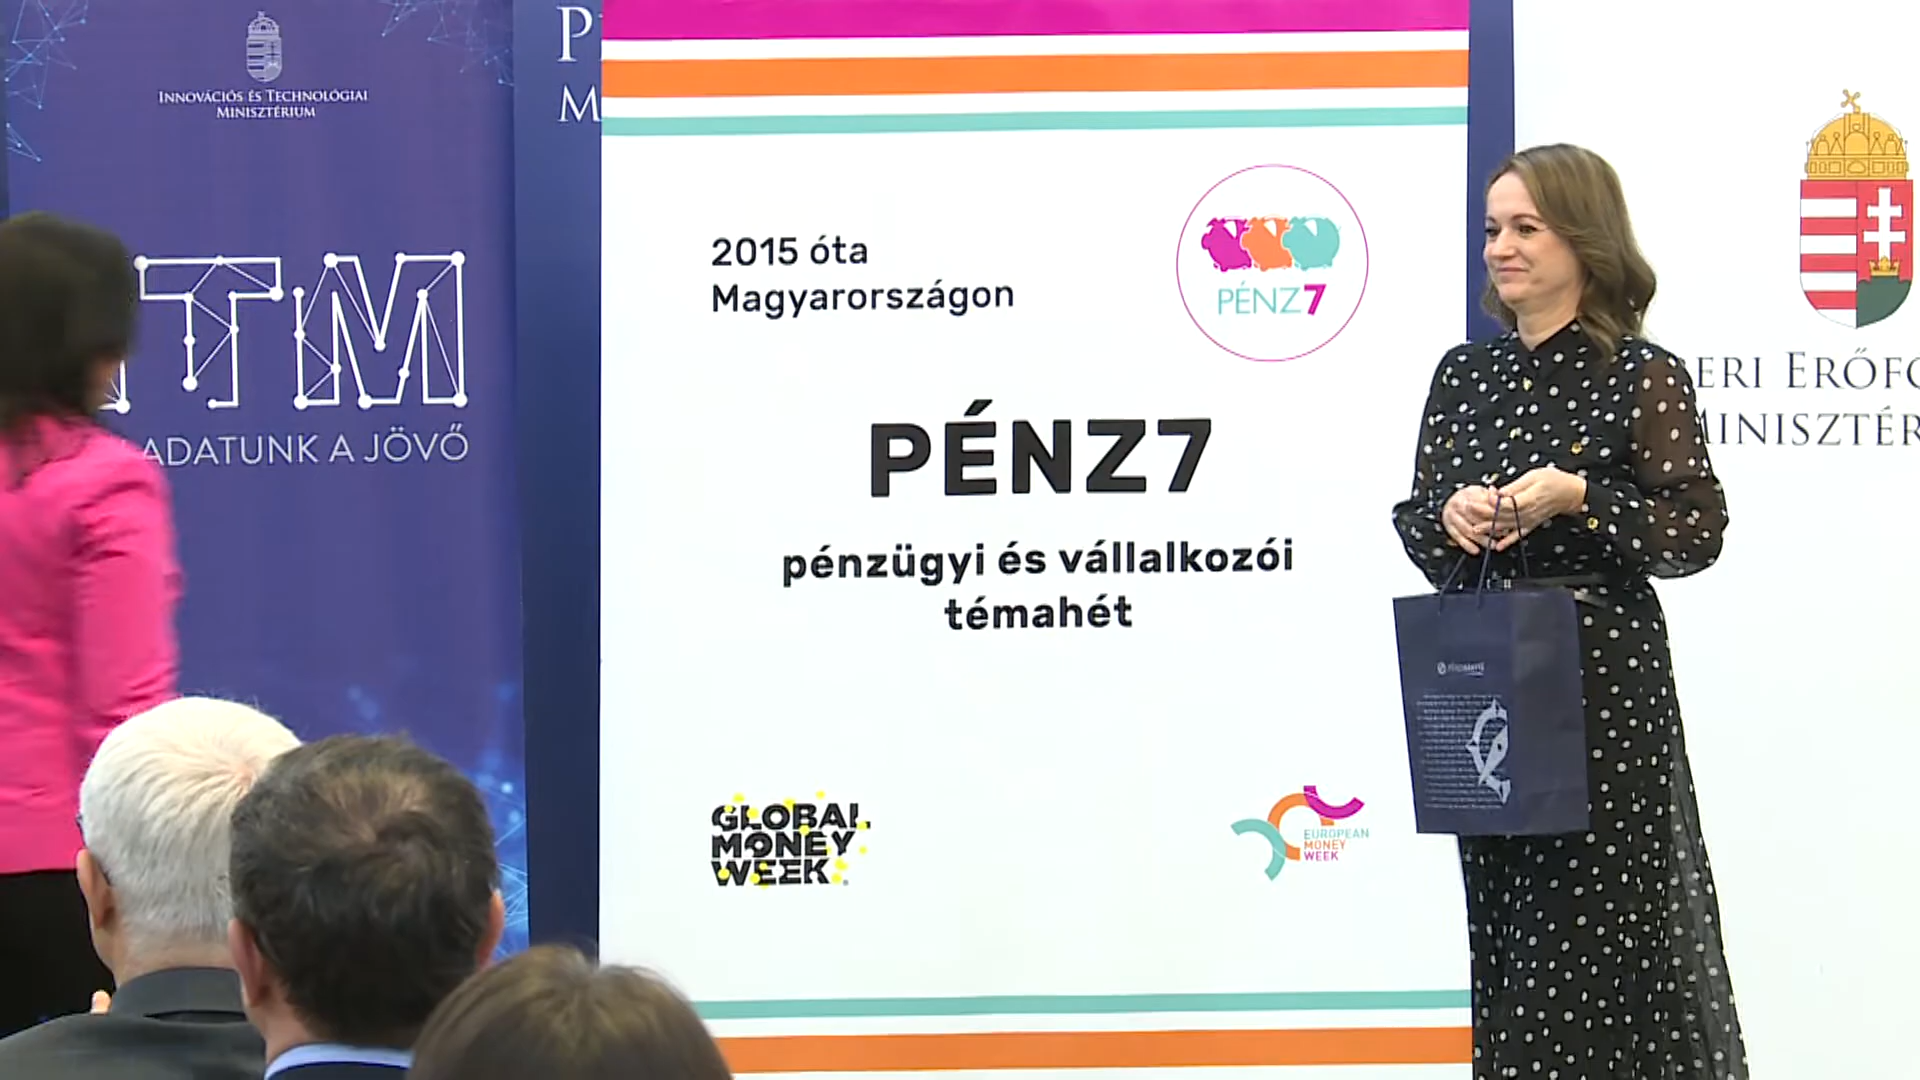 INNOVÁCIÓS ÉS TECHNOLÓGIAI
MINISZTÉRIUM
ITM
ADATUNK A JÖVŐ
P
M
2015 óta
Magyarországon
PÉNZ7
PÉNZ7
pénzügyi és vállalkozói
témahét
GLOBAL
MONEY
WEEK
EUROPEAN
MONEY
WEEK
ERI ERŐFO
MINISZTÉR